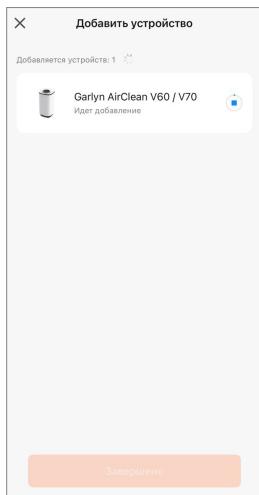 Добавить устройство
Добавляется устройств: 1
Garlyn AirClean V60 / V70
Идет добавление
Завершено